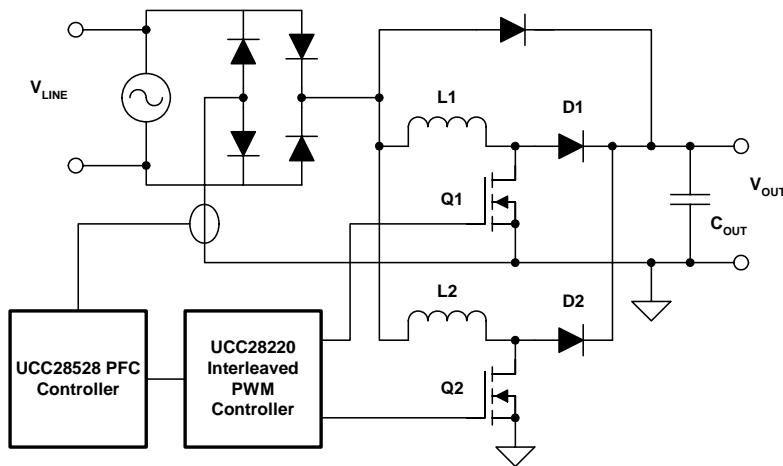 V_LINE
L1
D1
Q1
V_OUT
C_OUT
L2
D2
Q2
UCC28528 PFC
Controller
UCC28220
Interleaved
PWM
Controller